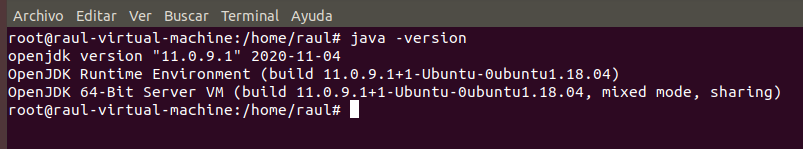 Archivo Editar Ver Buscar Terminal Ayuda
root@raul-virtual-machine:/home/raul# java -version
openjdk version "11.0.9.1" 2020-11-04
OpenJDK Runtime Environment (build 11.0.9.1+1-Ubuntu-0ubuntu1.18.04)
OpenJDK 64-Bit Server VM (build 11.0.9.1+1-Ubuntu-0ubuntu1.18.04, mixed mode, sharing)
root@raul-virtual-machine:/home/raul#